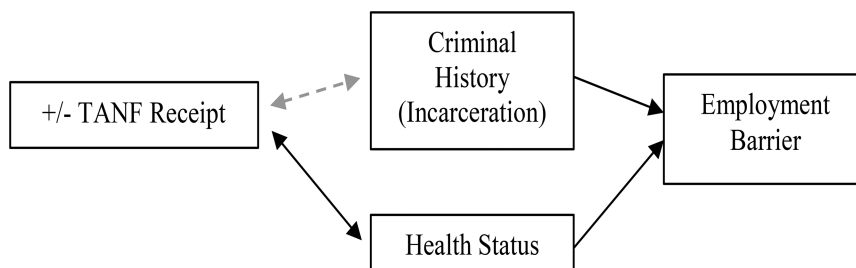 +/- TANF Receipt
Criminal
History
(Incarceration)
Employment
Barrier
Health Status